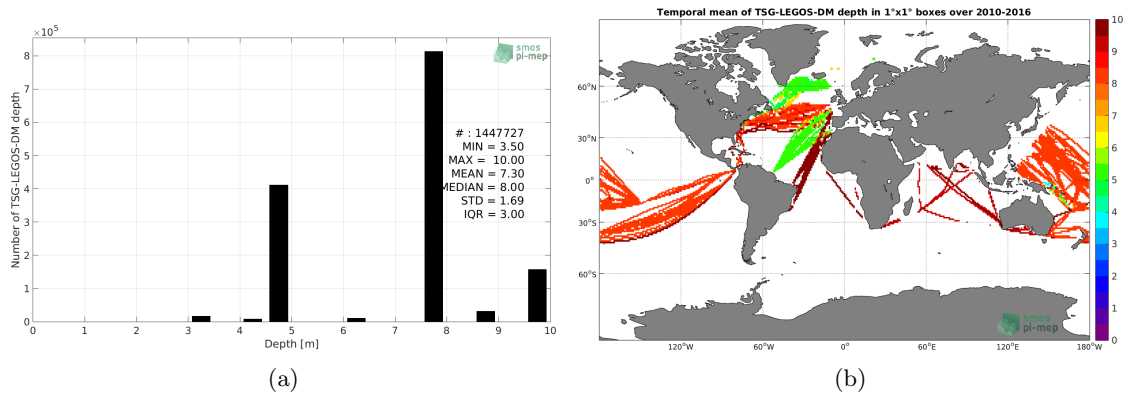 ×10⁵
8
7
6
5
4
3
2
1
0
Number of TSG-LEGOS-DM depth
smos
pi-mep
# : 1447727
MIN = 3.50
MAX = 10.00
MEAN = 7.30
MEDIAN = 8.00
STD = 1.69
IQR = 3.00
0 1 2 3 4 5 6 7 8 9 10
Depth [m]
(a)
Temporal mean of TSG-LEGOS-DM depth in 1°x1° boxes over 2010-2016
60°N
30°N
0°
30°S
60°S
120°W 60°W 0° 60°E 120°E 180°W
smos
pi-mep
10
9
8
7
6
5
4
3
2
1
0
(b)